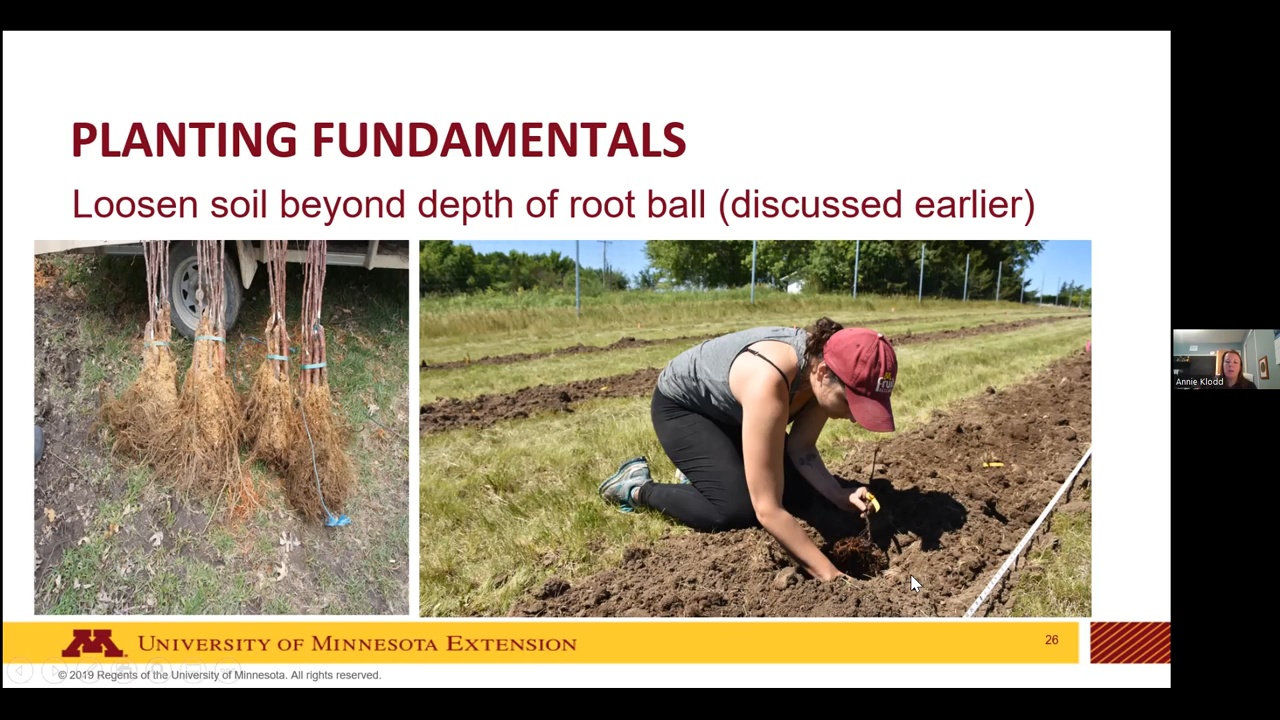 PLANTING FUNDAMENTALS
Loosen soil beyond depth of root ball (discussed earlier)
Annie Klodd
M
UNIVERSITY OF MINNESOTA EXTENSION
26
© 2019 Regents of the University of Minnesota. All rights reserved.